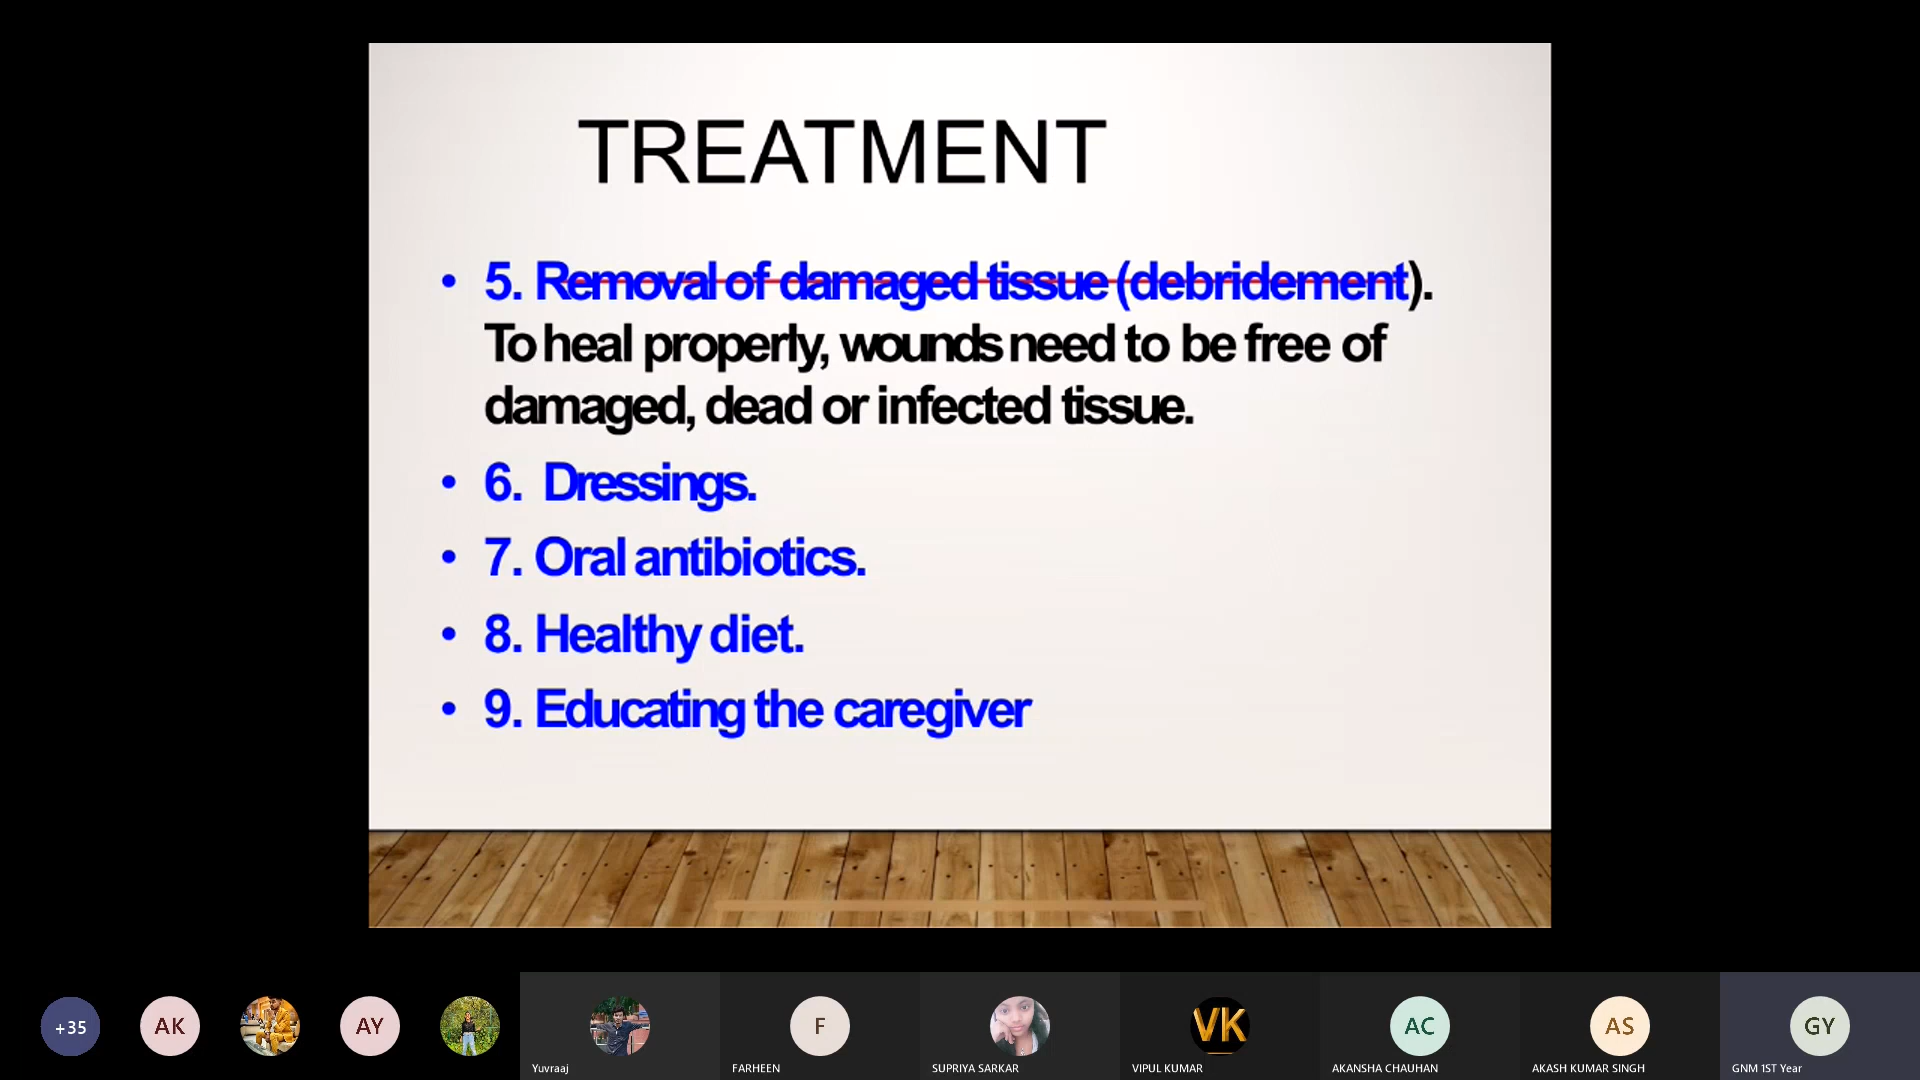 TREATMENT
• 5. Removal of damaged tissue (debridement).
To heal properly, wounds need to be free of
damaged, dead or infected tissue.
• 6. Dressings.
• 7. Oral antibiotics.
• 8. Healthy diet.
• 9. Educating the caregiver
+35
AK
AY
Yuvraaj
F
FARHEEN
SUPRIYA SARKAR
VK
VIPUL KUMAR
AC
AKANSHA CHAUHAN
AS
AKASH KUMAR SINGH
GY
GNM 1ST Year